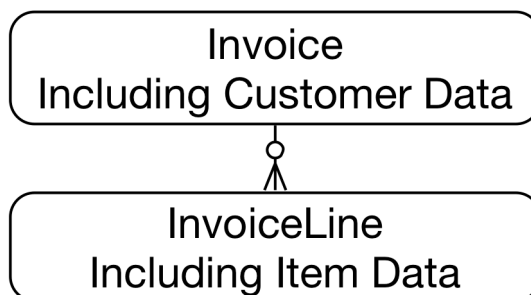 Invoice
Including Customer Data
InvoiceLine
Including Item Data